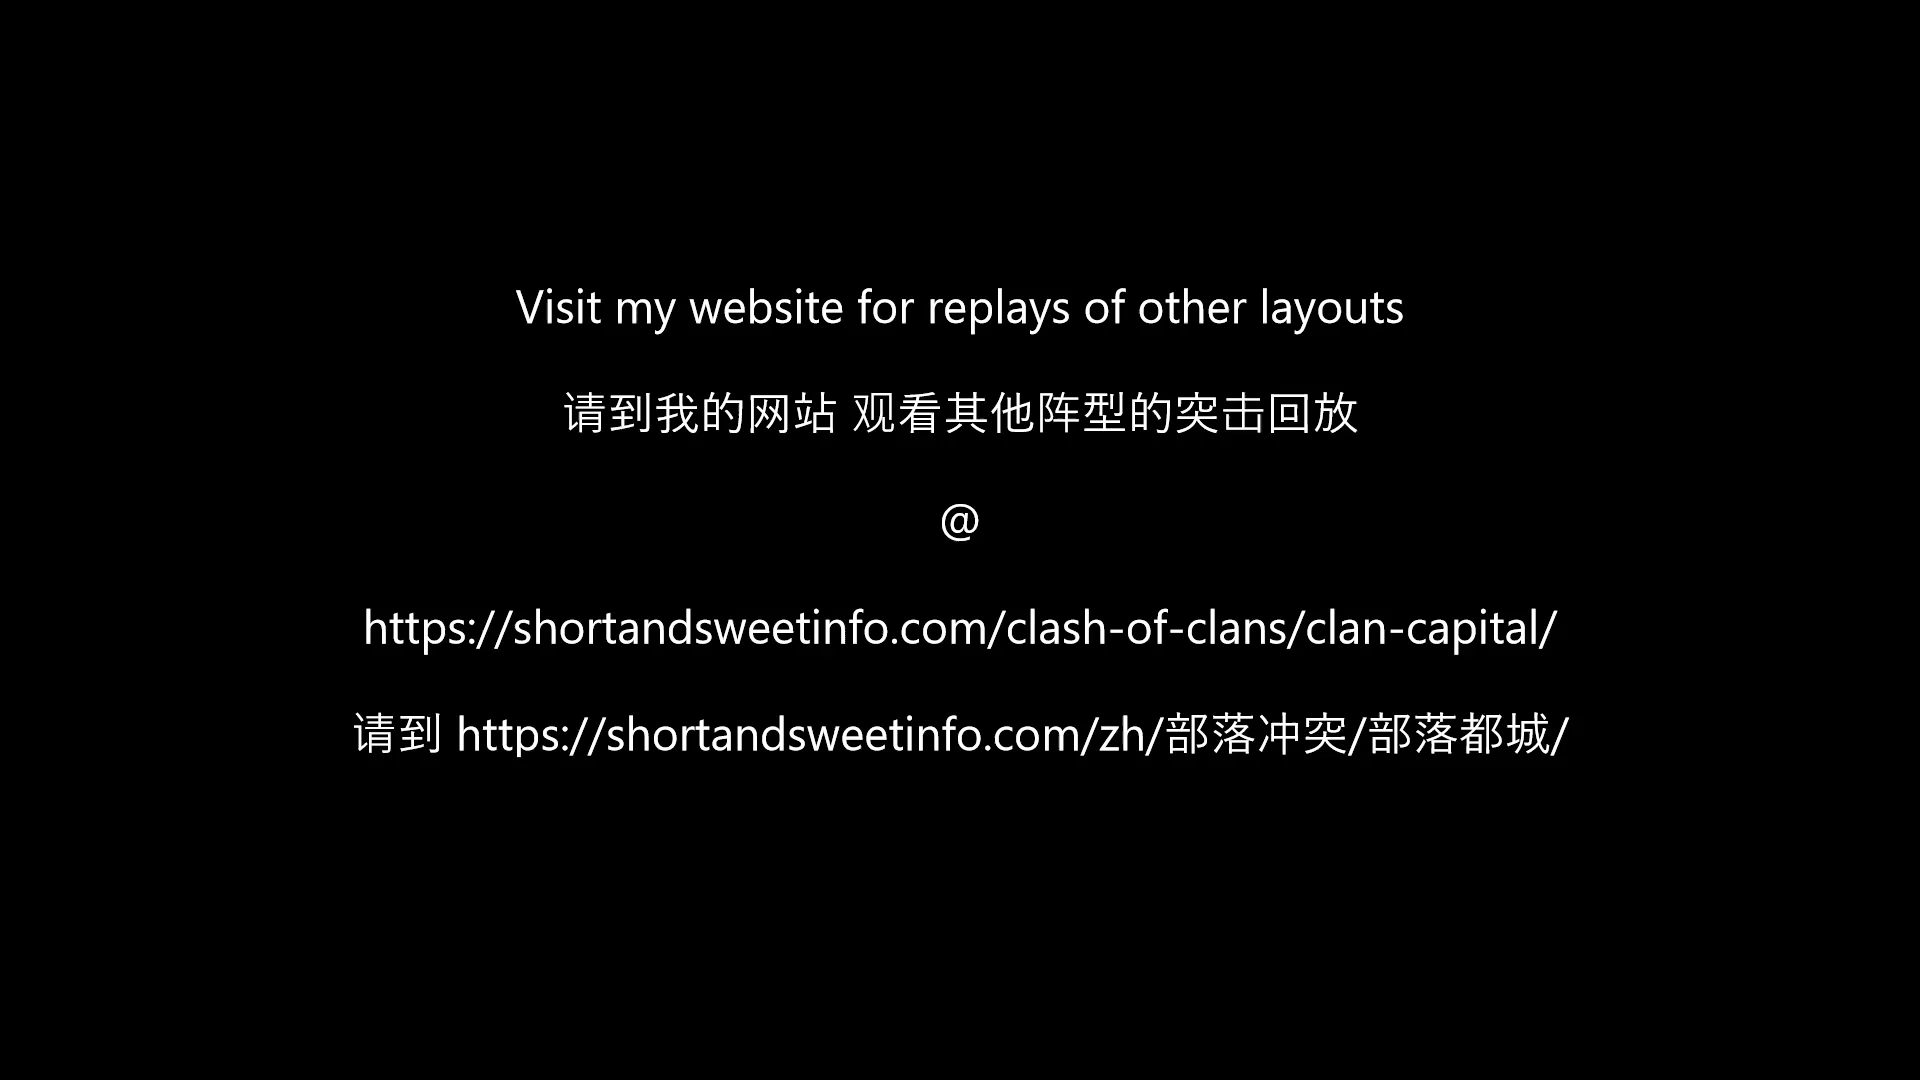 Visit my website for replays of other layouts
请到我的网站 观看其他阵型的突击回放
@
https://shortandsweetinfo.com/clash-of-clans/clan-capital/
请到 https://shortandsweetinfo.com/zh/部落冲突/部落都城/